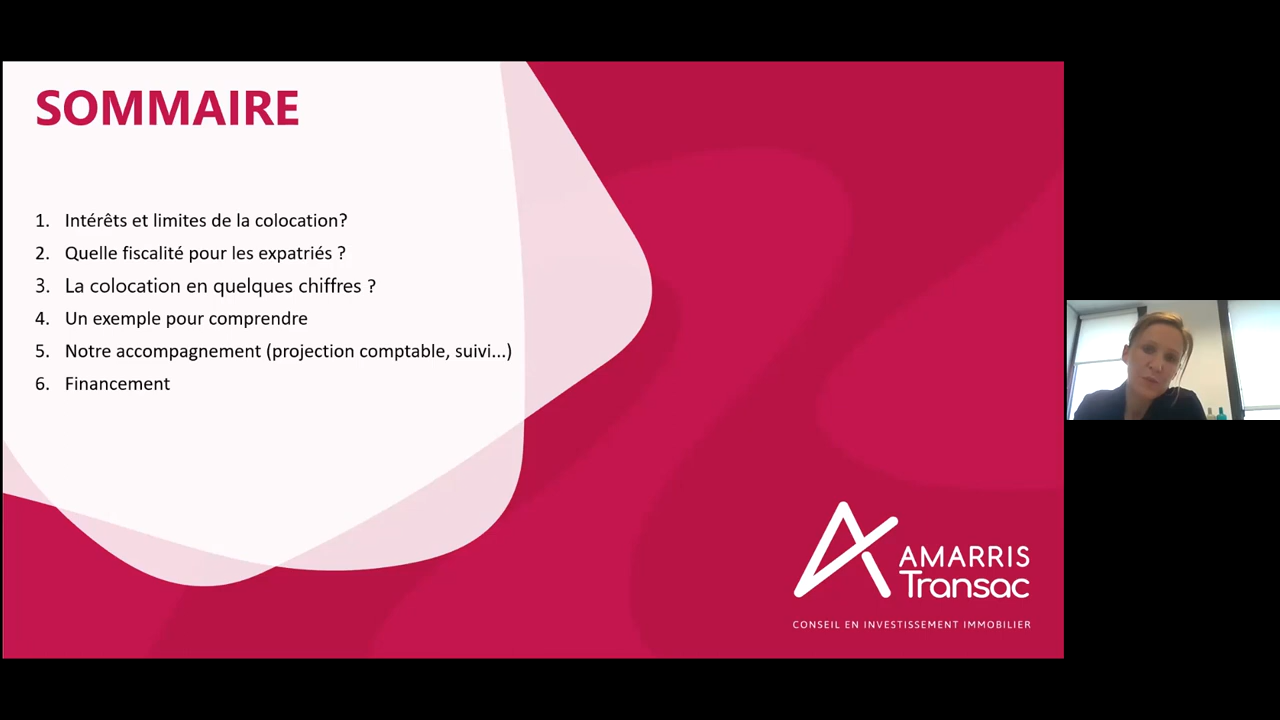 SOMMAIRE
1. Intérêts et limites de la colocation?
2. Quelle fiscalité pour les expatriés ?
3. La colocation en quelques chiffres ?
4. Un exemple pour comprendre
5. Notre accompagnement (projection comptable, suivi...)
6. Financement
AMARRIS
Transac
CONSEIL EN INVESTISSEMENT IMMOBILIER